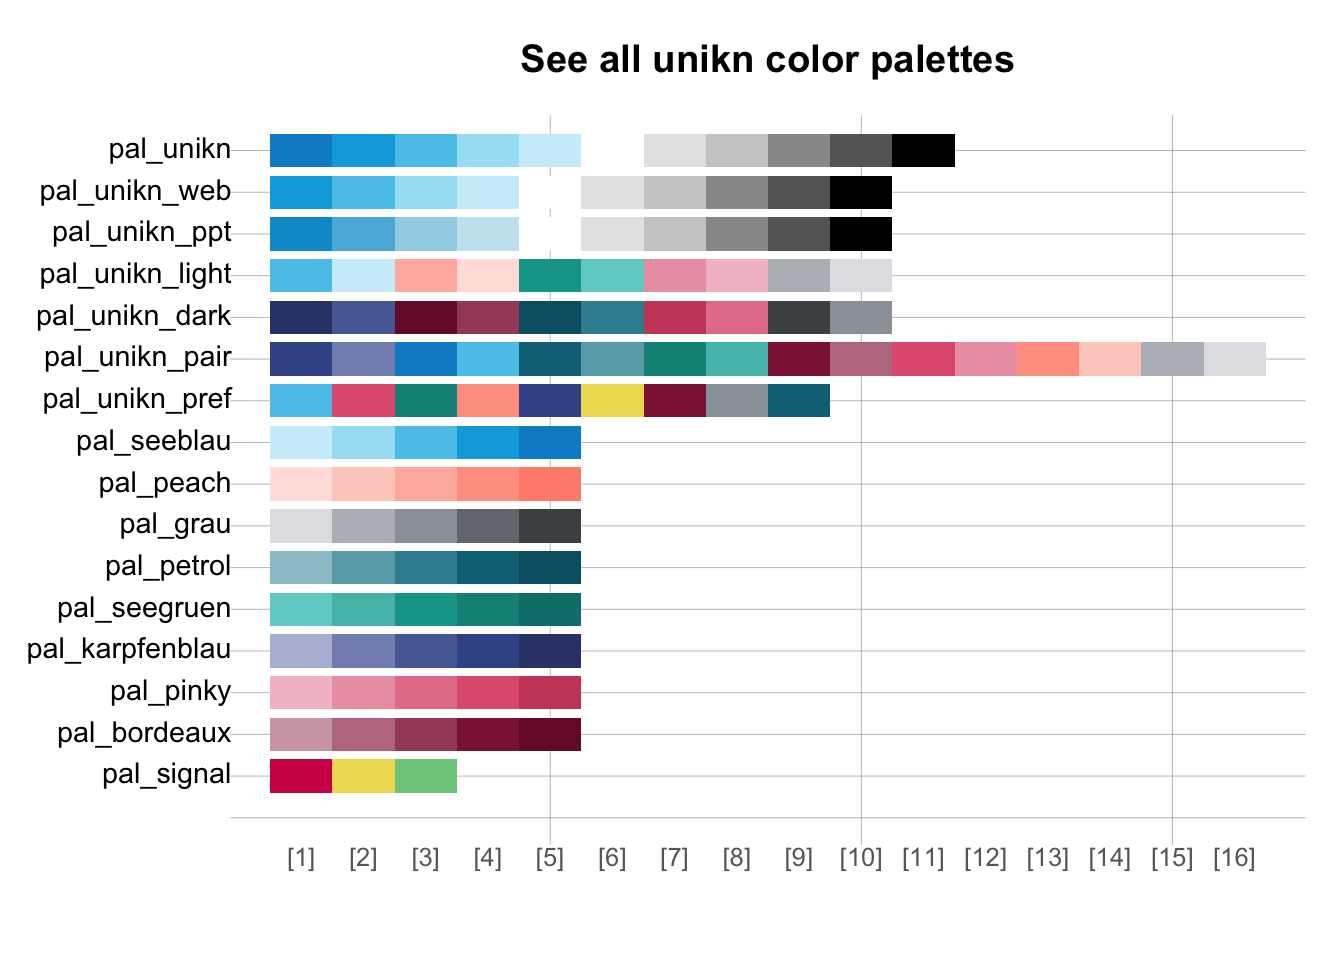 See all unikn color palettes
pal_unikn
pal_unikn_web
pal_unikn_ppt
pal_unikn_light
pal_unikn_dark
pal_unikn_pair
pal_unikn_pref
pal_seeblau
pal_peach
pal_grau
pal_petrol
pal_seegruen
pal_karpfenblau
pal_pinky
pal_bordeaux
pal_signal
[1] [2] [3] [4] [5] [6] [7] [8] [9] [10] [11] [12] [13] [14] [15] [16]